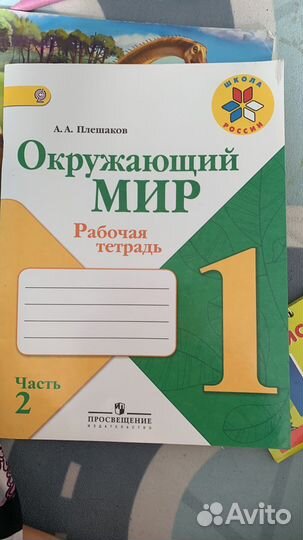 ШКОЛА
РОССИИ
А. А. Плешаков
Окружающий
МИР
Рабочая
тетрадь
1
Часть
2
ПРОСВЕЩЕНИЕ
ИЗДАТЕЛЬСТВО
Avito